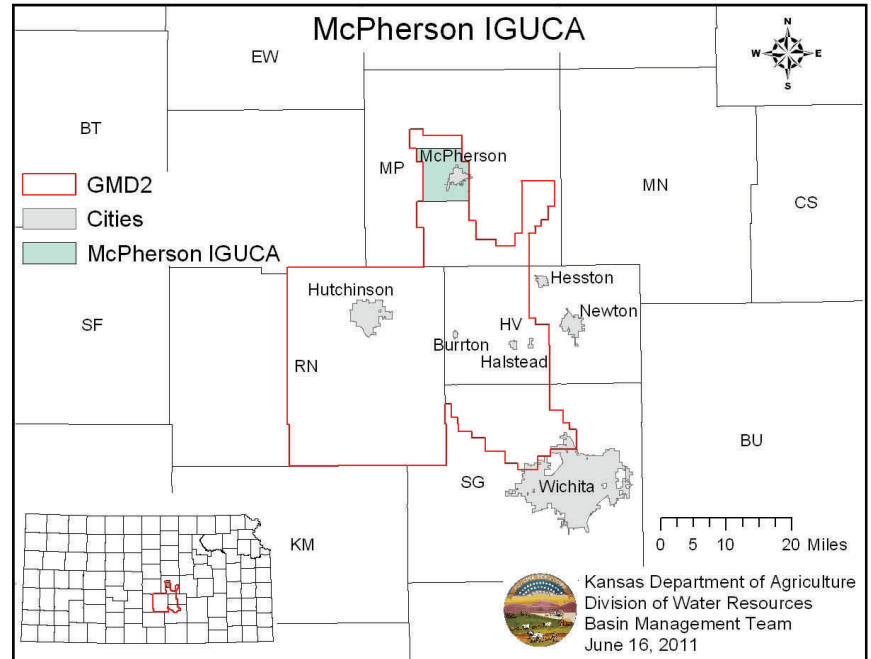 McPherson IGUCA
N
W E
S
EW
BT
MP
McPherson
MN
CS
GMD2
Cities
McPherson IGUCA
Hesston
Hutchinson
Newton
SF
HV
Burrton
Halstead
RN
BU
SG
Wichita
KM
0 5 10 20 Miles
Kansas Department of Agriculture
Division of Water Resources
Basin Management Team
June 16, 2011